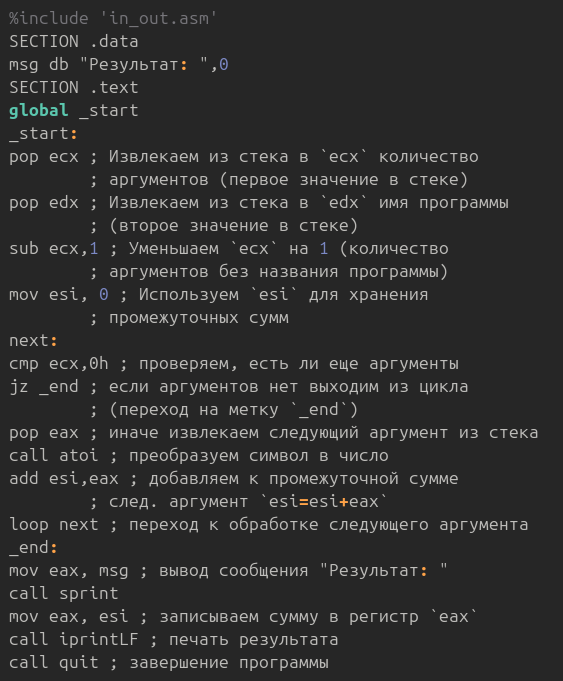 %include 'in_out.asm'
SECTION .data
msg db "Результат: ",0
SECTION .text
global _start
_start:
pop ecx ; Извлекаем из стека в `ecx` количество
        ; аргументов (первое значение в стеке)
pop edx ; Извлекаем из стека в `edx` имя программы
        ; (второе значение в стеке)
sub ecx,1 ; Уменьшаем `ecx` на 1 (количество
        ; аргументов без названия программы)
mov esi, 0 ; Используем `esi` для хранения
        ; промежуточных сумм
next:
cmp ecx,0h ; проверяем, есть ли еще аргументы
jz _end ; если аргументов нет выходим из цикла
        ; (переход на метку `_end`)
pop eax ; иначе извлекаем следующий аргумент из стека
call atoi ; преобразуем символ в число
add esi,eax ; добавляем к промежуточной сумме
        ; след. аргумент `esi=esi+eax`
loop next ; переход к обработке следующего аргумента
_end:
mov eax, msg ; вывод сообщения "Результат: "
call sprint
mov eax, esi ; записываем сумму в регистр `eax`
call iprintLF ; печать результата
call quit ; завершение программы